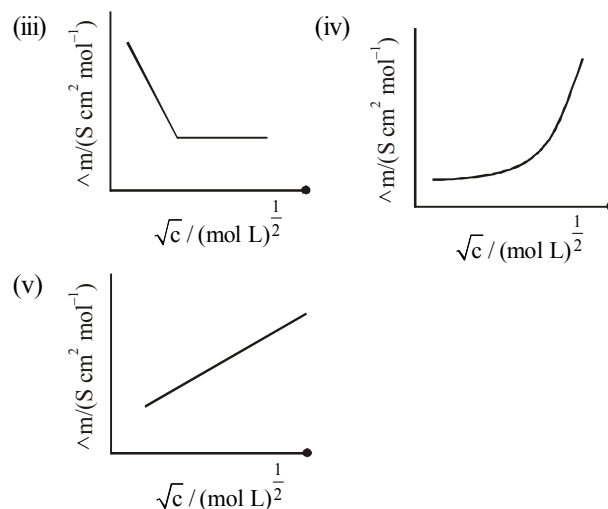 (iii)
^m/(S cm² mol⁻¹)
√c / (mol L)^1/2
(iv)
^m/(S cm² mol⁻¹)
√c / (mol L)^1/2
(v)
^m/(S cm² mol⁻¹)
√c / (mol L)^1/2